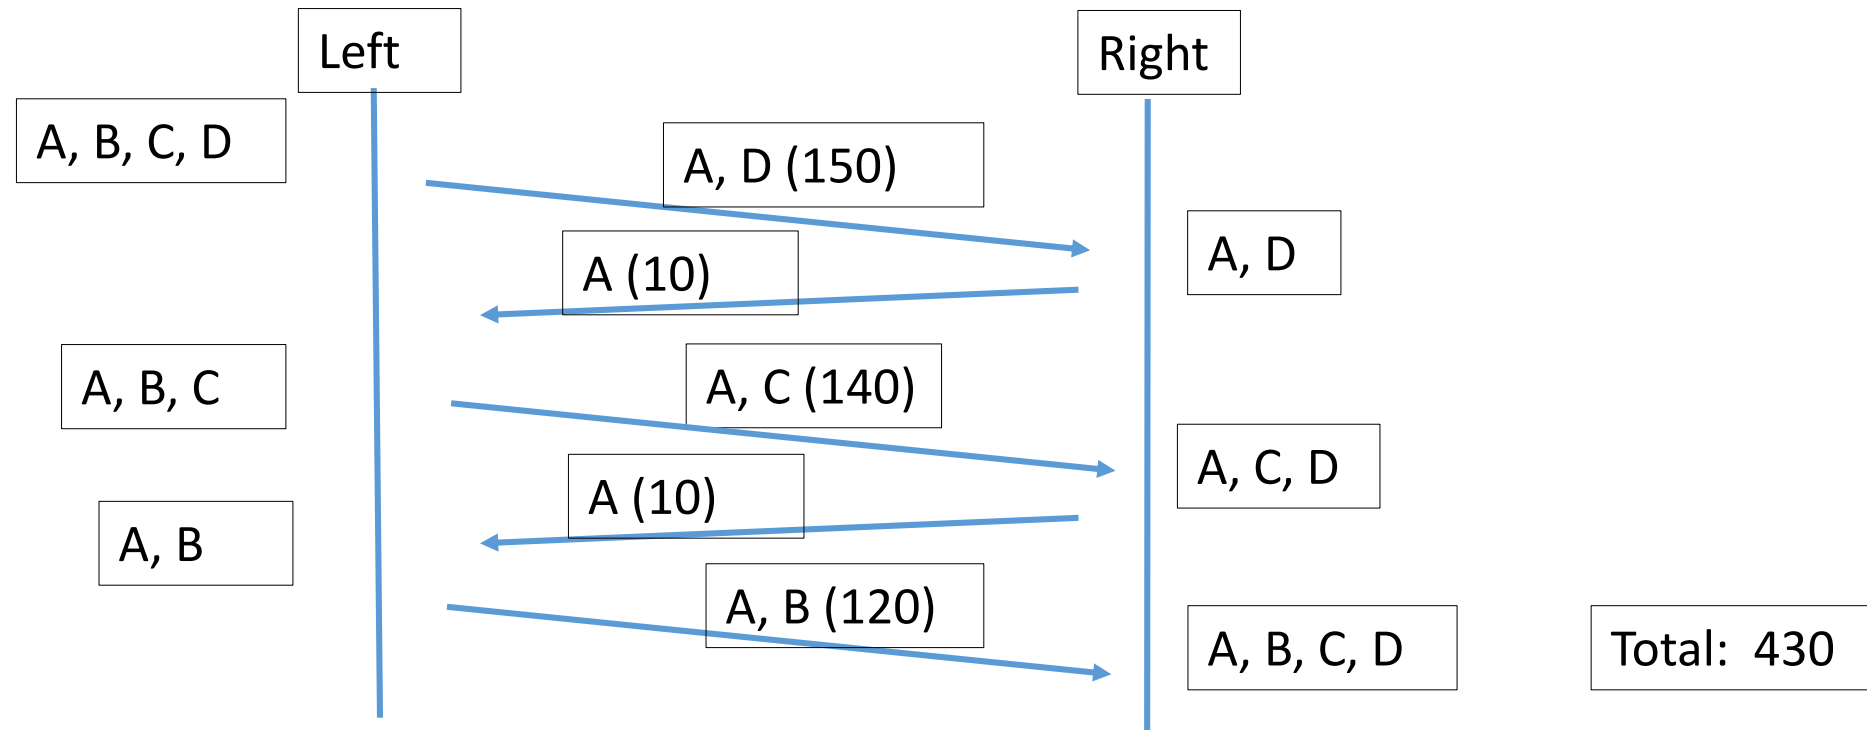 Left
Right
A, B, C, D
A, D (150)
A, D
A (10)
A, B, C
A, C (140)
A, C, D
A (10)
A, B
A, B (120)
A, B, C, D
Total:  430